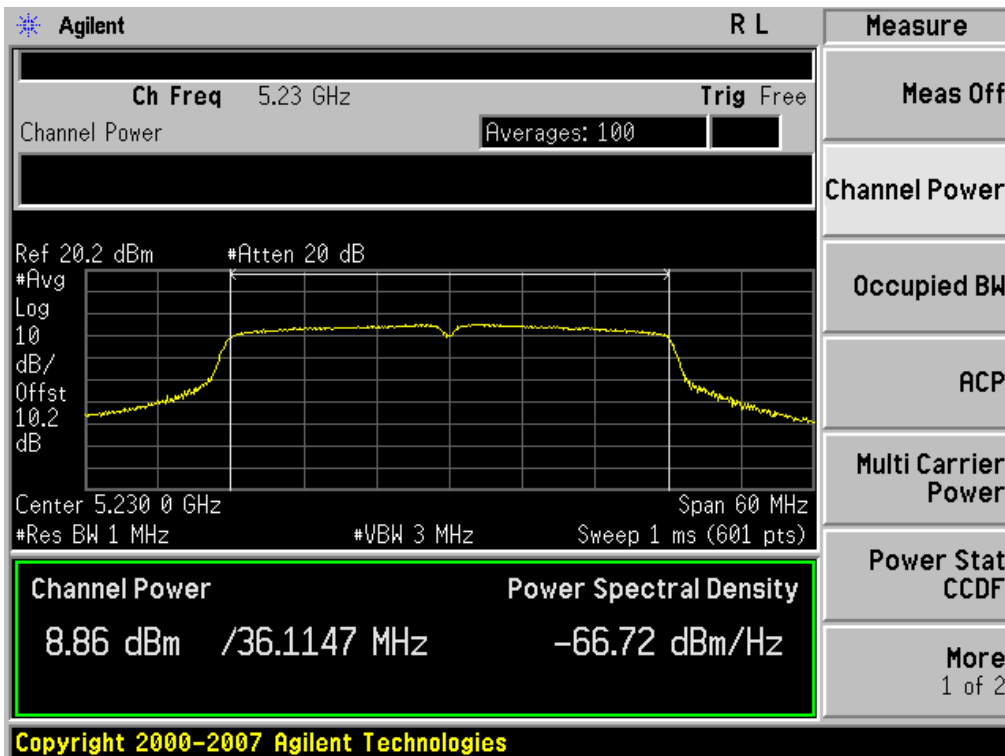 Agilent R L
Ch Freq 5.23 GHz Trig Free
Channel Power Averages: 100
Ref 20.2 dBm #Atten 20 dB
#Avg
Log
10
dB/
Offst
10.2
dB
Center 5.230 0 GHz Span 60 MHz
#Res BW 1 MHz #VBW 3 MHz Sweep 1 ms (601 pts)
Channel Power Power Spectral Density
8.86 dBm /36.1147 MHz -66.72 dBm/Hz
Copyright 2000-2007 Agilent Technologies
Measure
Meas Off
Channel Power
Occupied BW
ACP
Multi Carrier
Power
Power Stat
CCDF
More
1 of 2